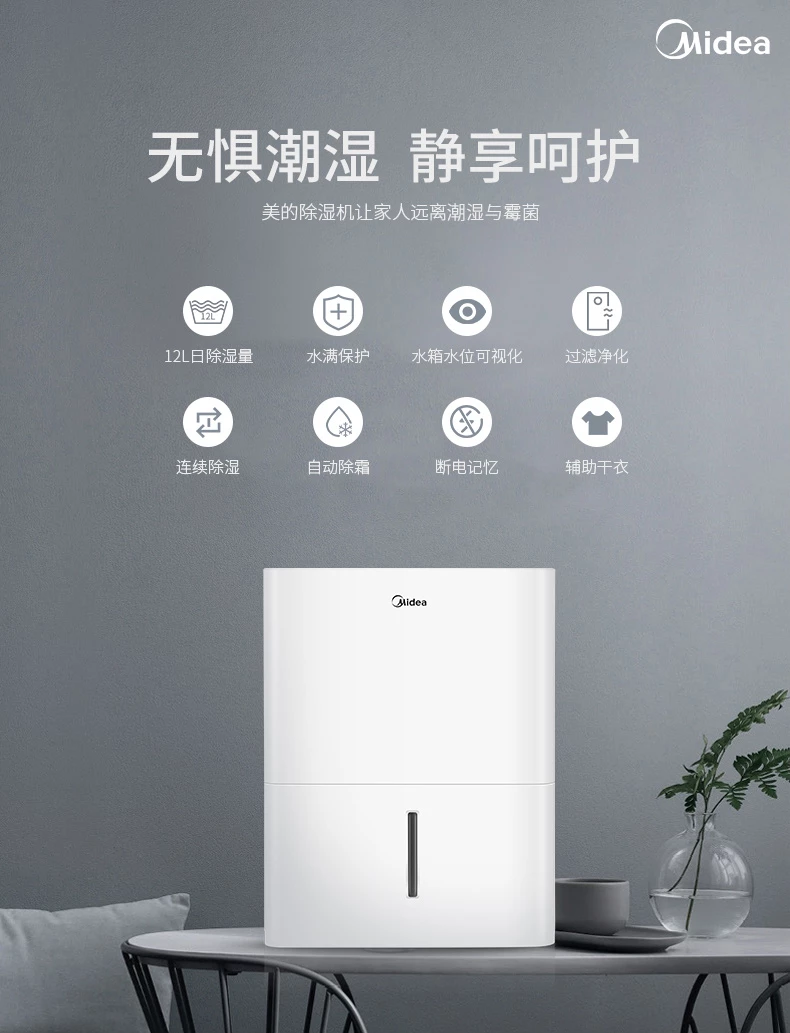 Midea
无惧潮湿 静享呵护
美的除湿机让家人远离潮湿与霉菌
12L
12L日除湿量
水满保护
水箱水位可视化
过滤净化
连续除湿
自动除霜
断电记忆
辅助干衣
Midea